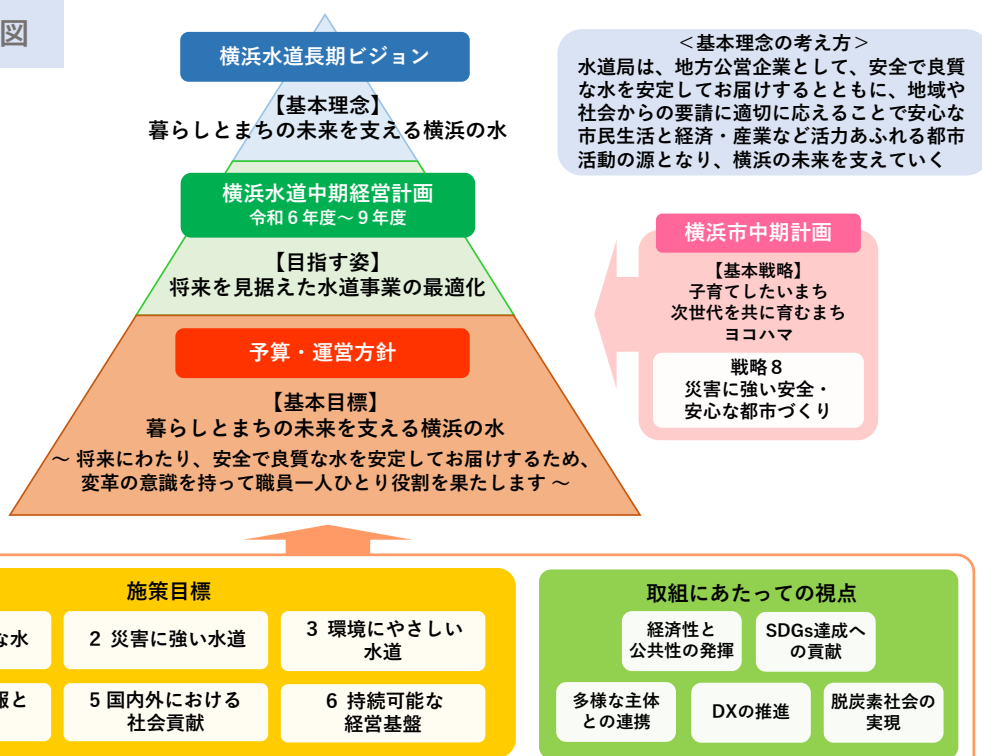 図
横浜水道長期ビジョン
【基本理念】
暮らしとまちの未来を支える横浜の水
＜基本理念の考え方＞
水道局は、地方公営企業として、安全で良質
な水を安定してお届けするとともに、地域や
社会からの要請に適切に応えることで安心な
市民生活と経済・産業など活力あふれる都市
活動の源となり、横浜の未来を支えていく
横浜水道中期経営計画
令和６年度～９年度
【目指す姿】
将来を見据えた水道事業の最適化
横浜市中期計画
【基本戦略】
子育てしたいまち
次世代を共に育むまち
ヨコハマ
戦略８
災害に強い安全・
安心な都市づくり
予算・運営方針
【基本目標】
暮らしとまちの未来を支える横浜の水
～ 将来にわたり、安全で良質な水を安定してお届けするため、
変革の意識を持って職員一人ひとり役割を果たします ～
施策目標
な水
2 災害に強い水道
3 環境にやさしい
水道
報と
5 国内外における
社会貢献
6 持続可能な
経営基盤
取組にあたっての視点
経済性と
公共性の発揮
SDGs達成へ
の貢献
多様な主体
との連携
DXの推進
脱炭素社会の
実現